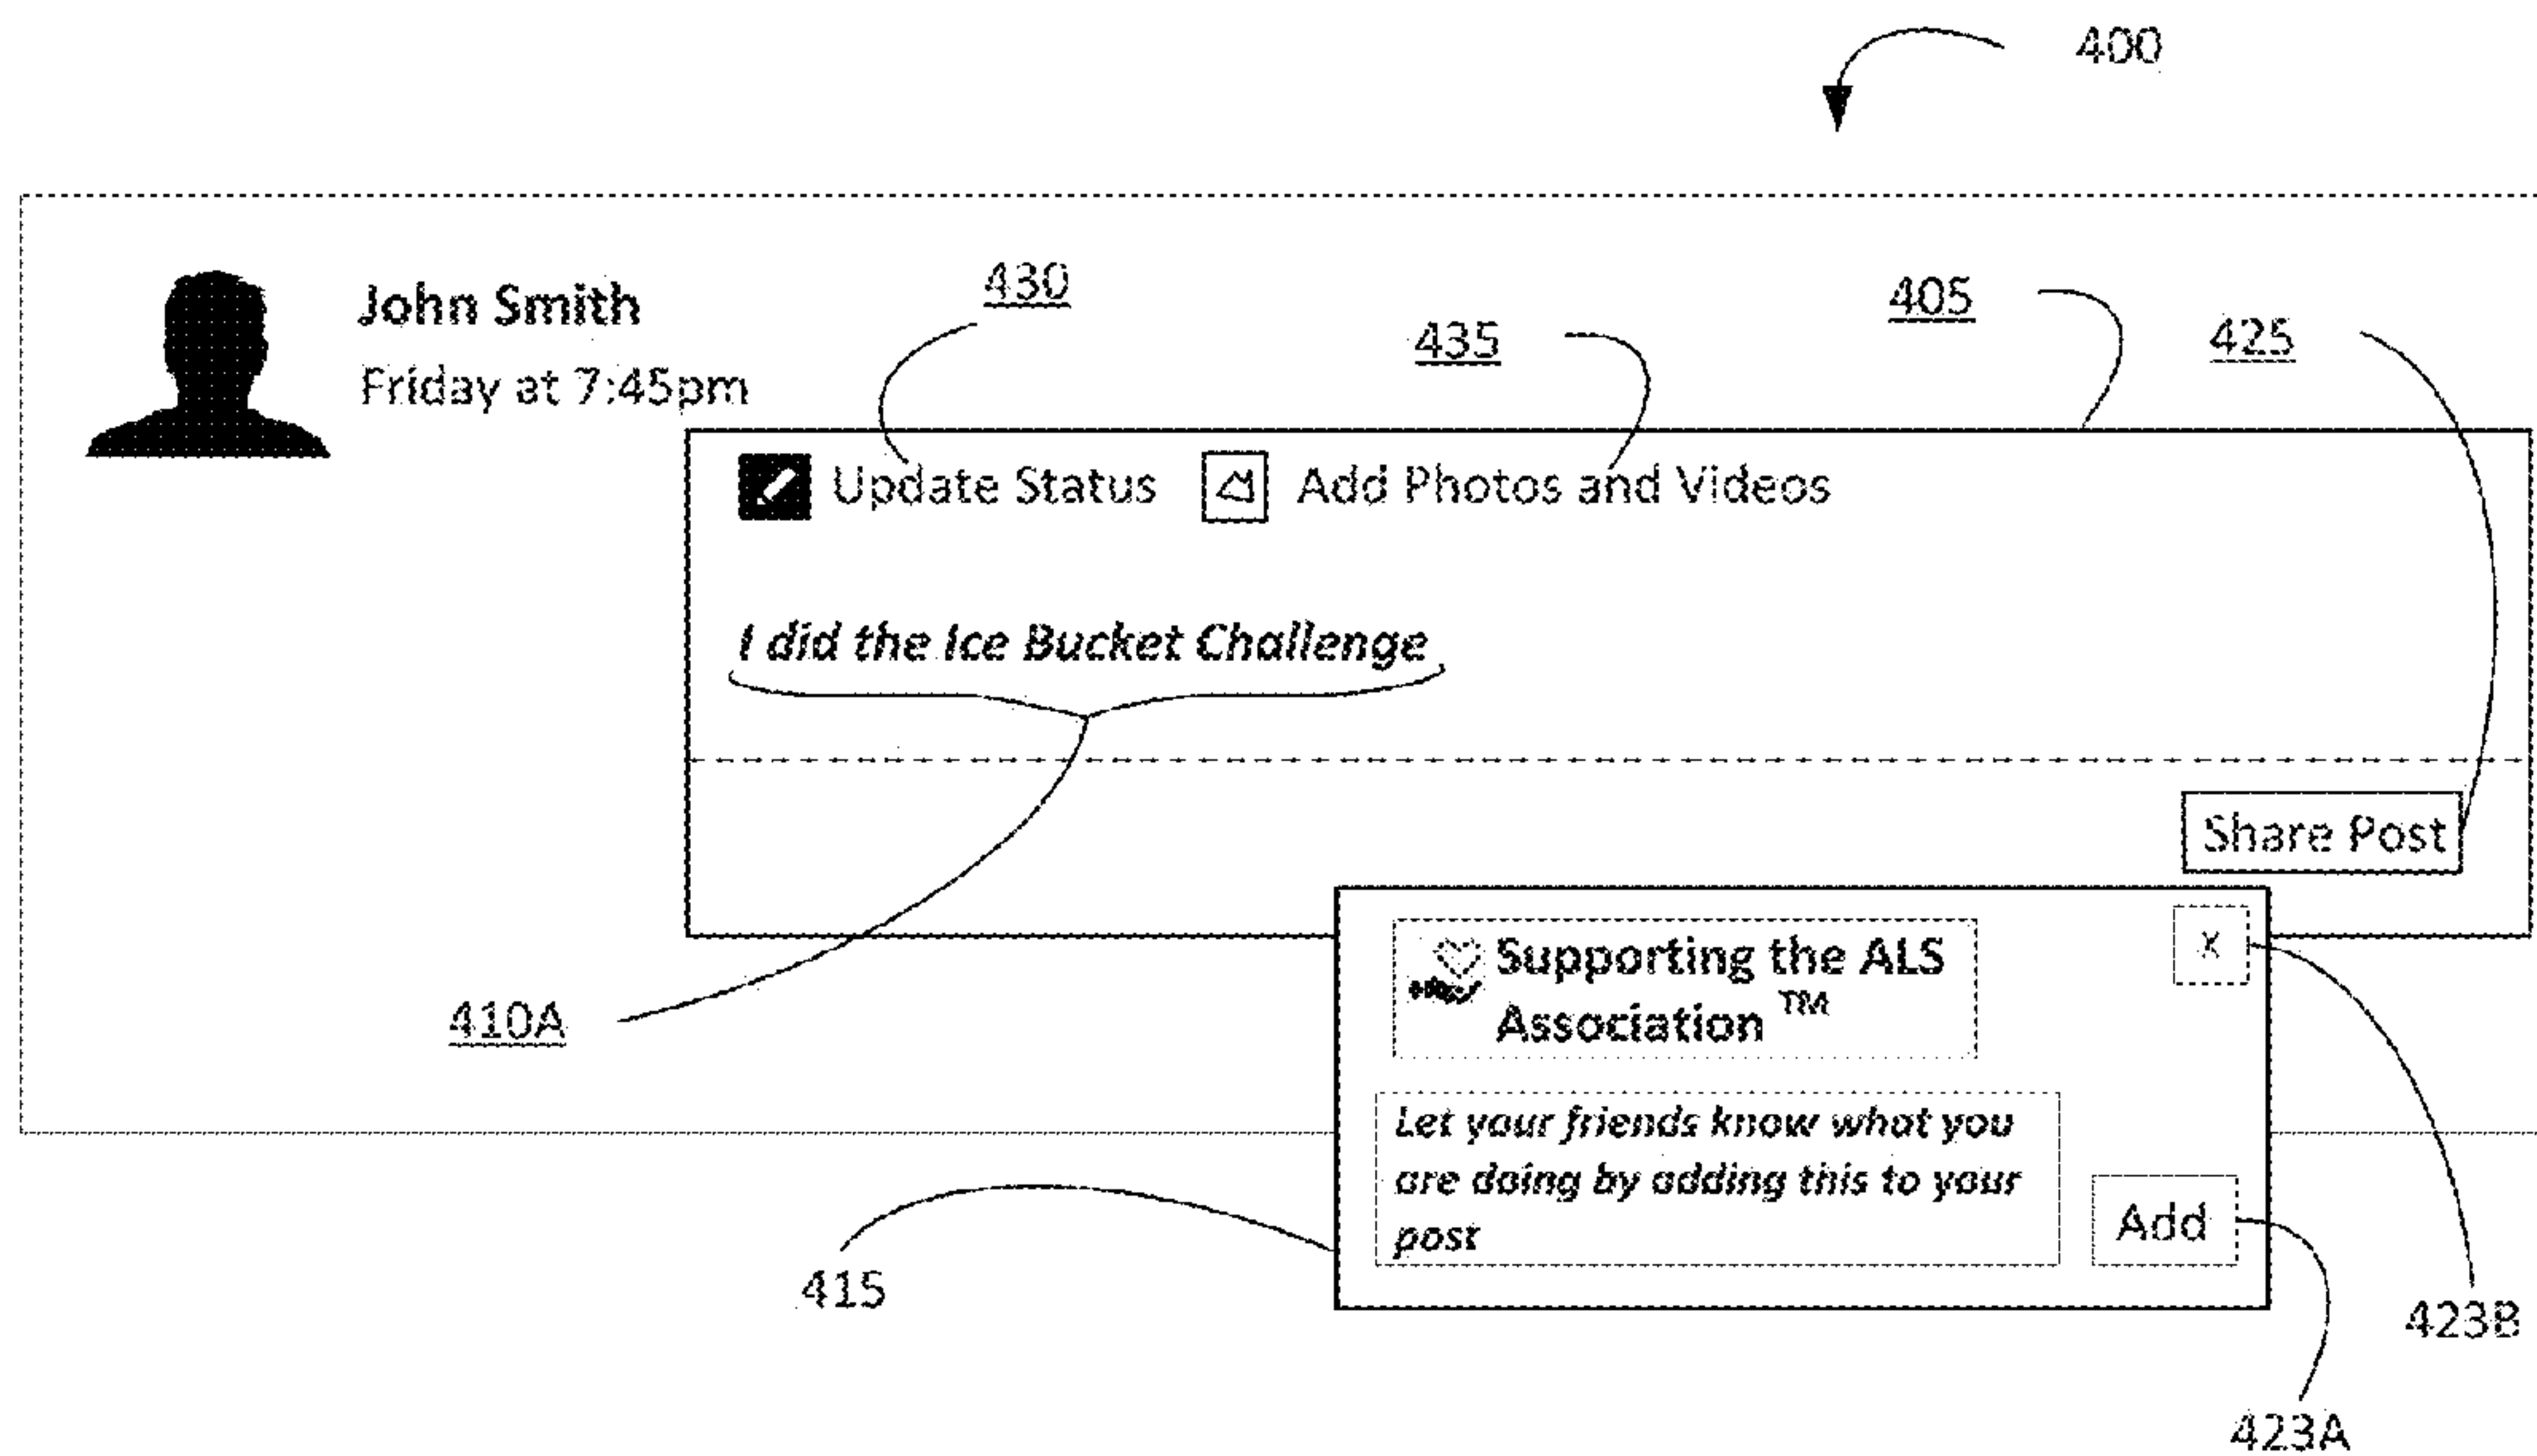 400
430
405
435
425
John Smith
Friday at 7:45pm
Update Status Add Photos and Videos
I did the Ice Bucket Challenge
Share Post
410A
Supporting the ALS
Association TM
X
Let your friends know what you
are doing by adding this to your
post
Add
415
423B
423A